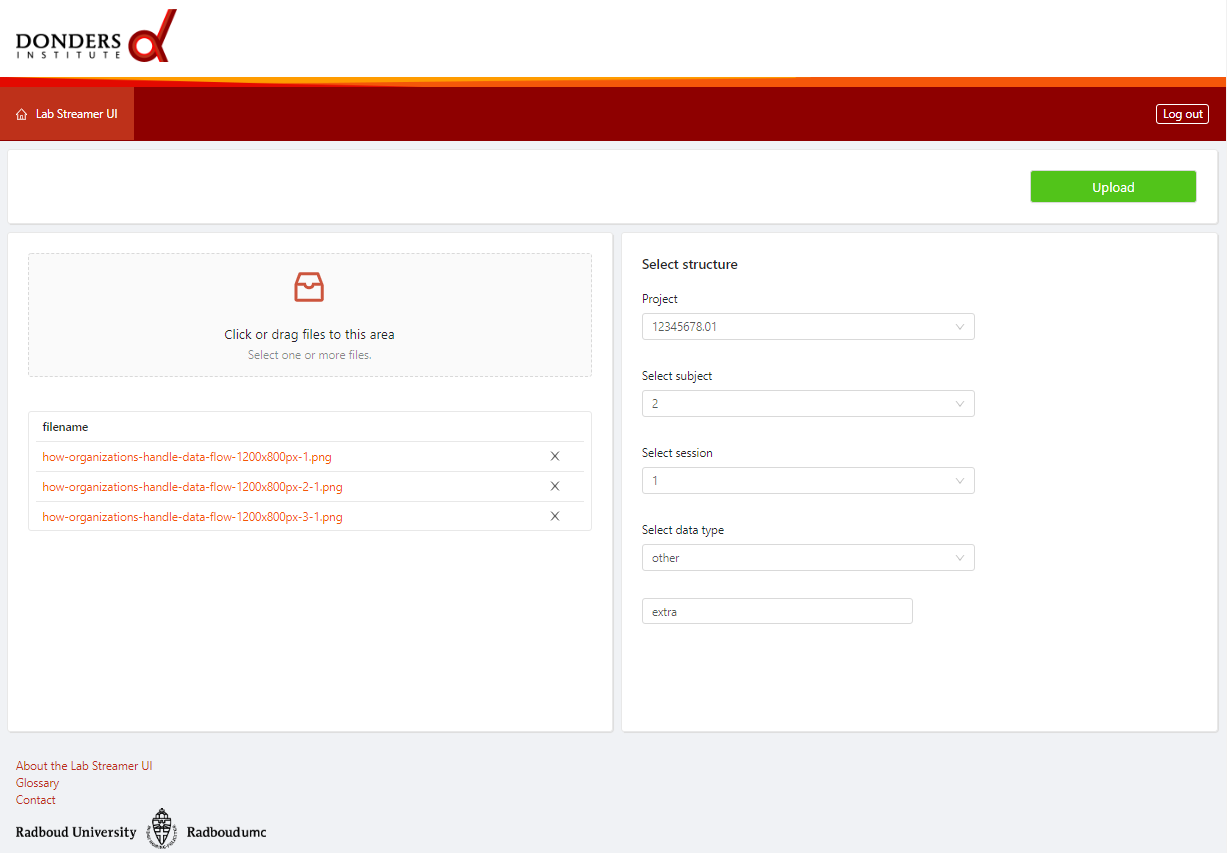 DONDERS
INSTITUTE
Lab Streamer UI
Log out
Upload
Click or drag files to this area
Select one or more files.
filename
how-organizations-handle-data-flow-1200x800px-1.png
how-organizations-handle-data-flow-1200x800px-2-1.png
how-organizations-handle-data-flow-1200x800px-3-1.png
Select structure
Project
12345678.01
Select subject
2
Select session
1
Select data type
other
extra
About the Lab Streamer UI
Glossary
Contact
Radboud University Radboudumc